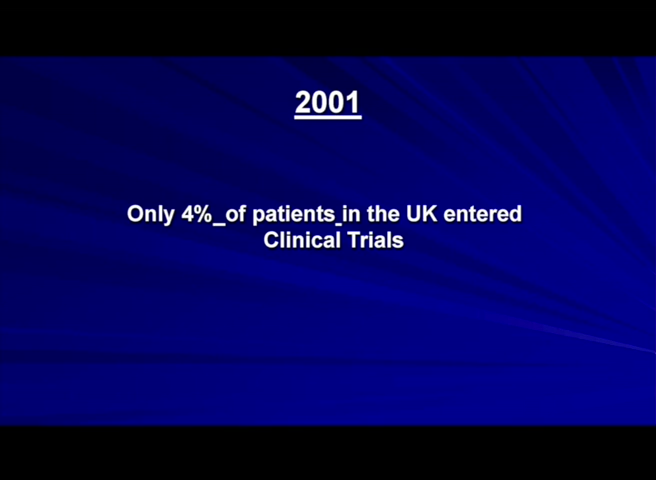 2001
Only 4%_of patients_in the UK entered
Clinical Trials